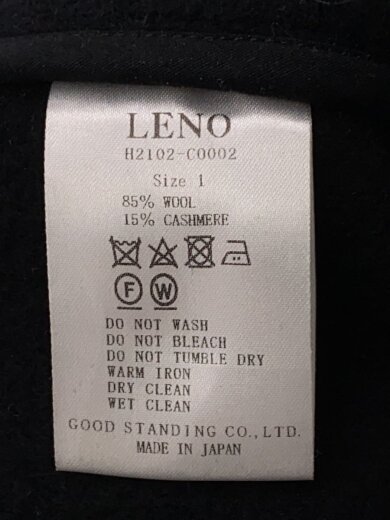 LENO
H2102-C0002
Size 1
85% WOOL
15% CASHMERE
F W
DO NOT WASH
DO NOT BLEACH
DO NOT TUMBLE DRY
WARM IRON
DRY CLEAN
WET CLEAN
GOOD STANDING CO.,LTD.
MADE IN JAPAN